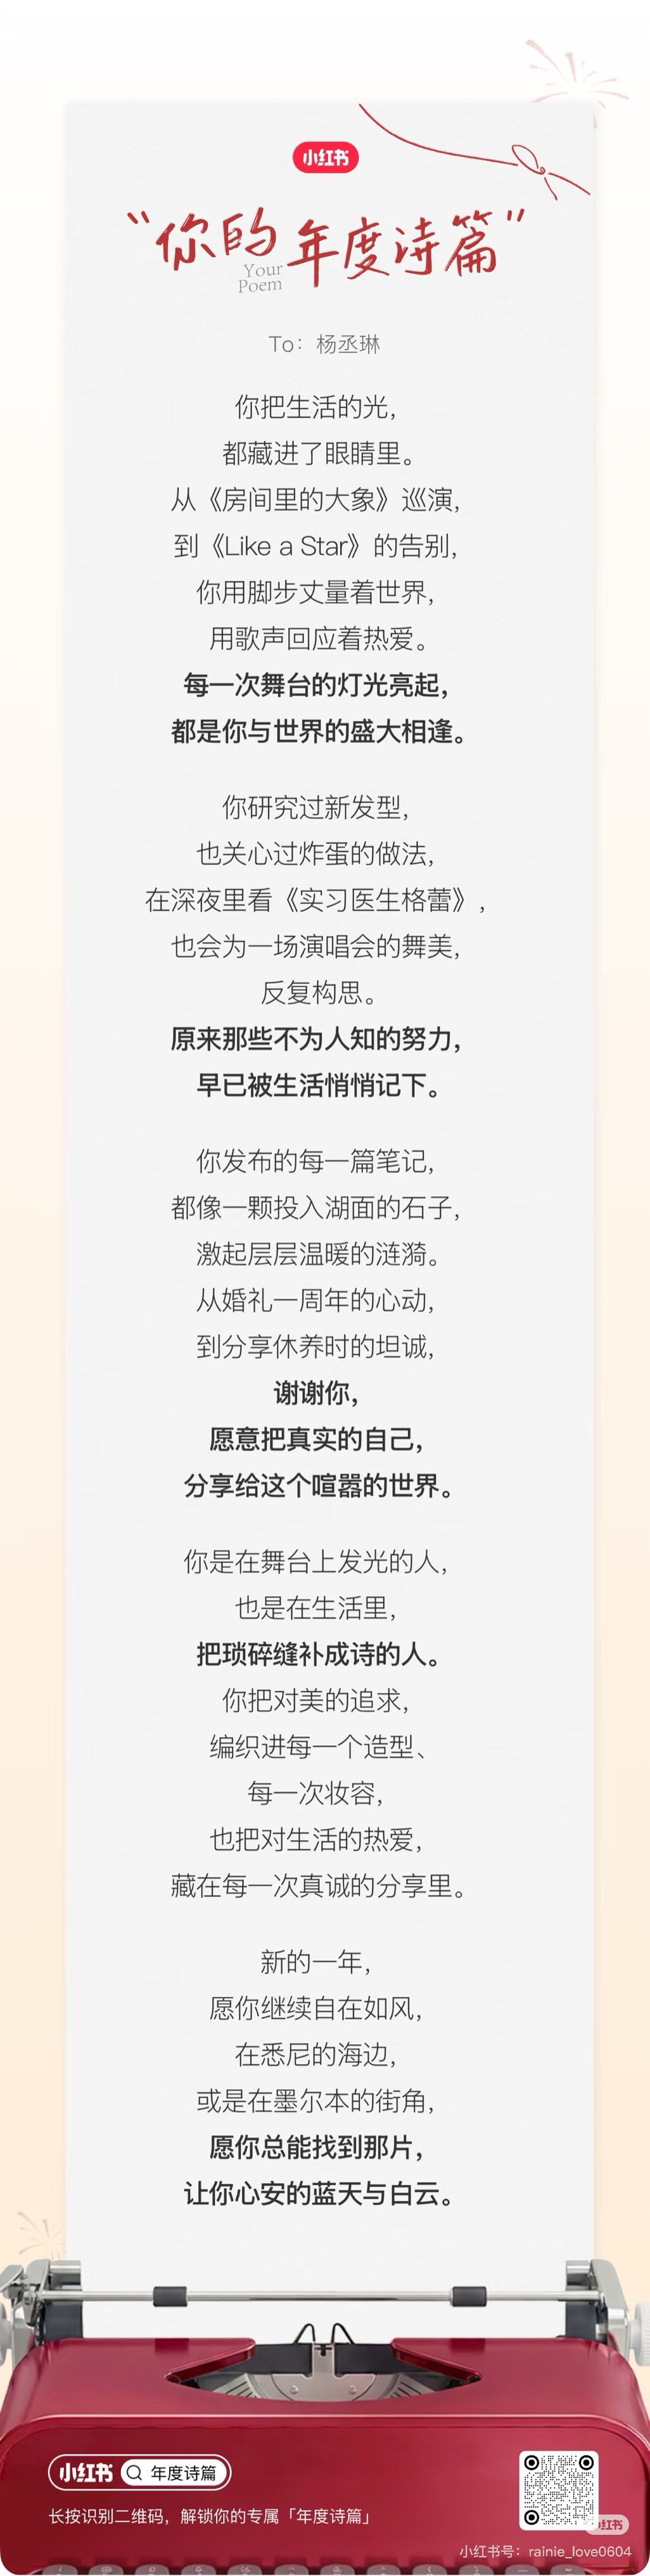 小红书
“你的年度诗篇”
Your
Poem
To：杨丞琳
你把生活的光，
都藏进了眼睛里。
从《房间里的大象》巡演，
到《Like a Star》的告别，
你用脚步丈量着世界，
用歌声回应着热爱。
每一次舞台的灯光亮起，
都是你与世界的盛大相逢。
你研究过新发型，
也关心过炸蛋的做法，
在深夜里看《实习医生格蕾》，
也会为一场演唱会的舞美，
反复构思。
原来那些不为人知的努力，
早已被生活悄悄记下。
你发布的每一篇笔记，
都像一颗投入湖面的石子，
激起层层温暖的涟漪。
从婚礼一周年的心动，
到分享休养时的坦诚，
谢谢你，
愿意把真实的自己，
分享给这个喧嚣的世界。
你是在舞台上发光的人，
也是在生活里，
把琐碎缝补成诗的人。
你把对美的追求，
编织进每一个造型、
每一次妆容，
也把对生活的热爱，
藏在每一次真诚的分享里。
新的一年，
愿你继续自在如风，
在悉尼的海边，
或是在墨尔本的街角，
愿你总能找到那片，
让你心安的蓝天与白云。
小红书 年度诗篇
长按识别二维码，解锁你的专属「年度诗篇」
小红书
小红书号：rainie_love0604